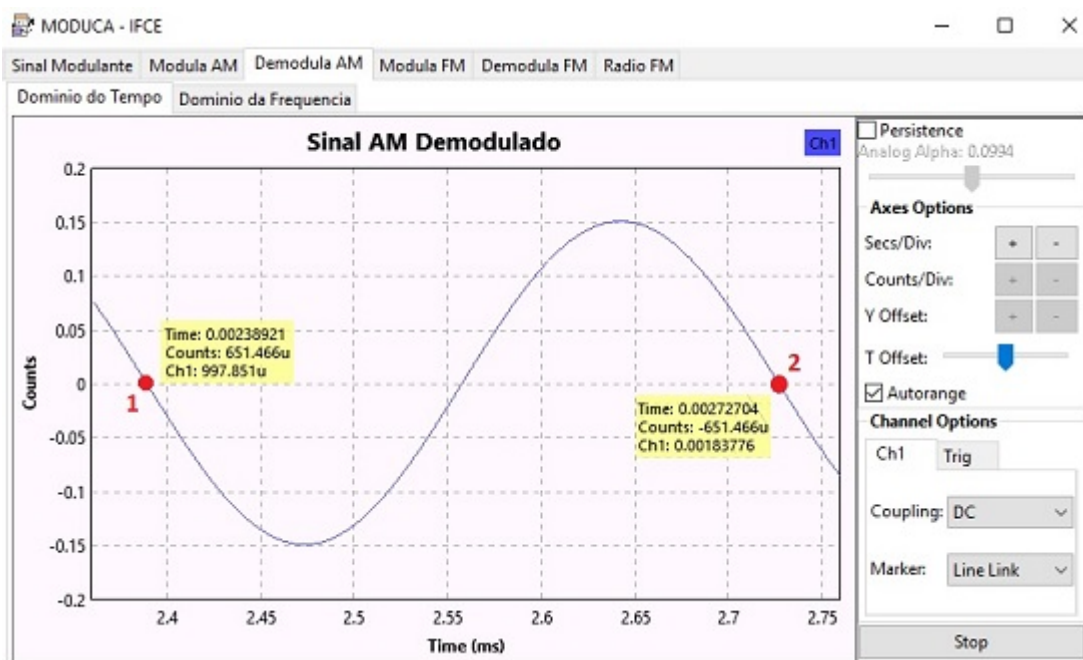 MODUCA - IFCE
Sinal Modulante Modula AM Demodula AM Modula FM Demodula FM Radio FM
Dominio do Tempo Dominio da Frequencia
Sinal AM Demodulado
Ch1
0.2
0.15
0.1
0.05
0
-0.05
-0.1
-0.15
-0.2
Counts
Time: 0.00238921
Counts: 651.466u
Ch1: 997.851u
1
2
Time: 0.00272704
Counts: -651.466u
Ch1: 0.00183776
2.4 2.45 2.5 2.55 2.6 2.65 2.7 2.75
Time (ms)
Persistence
Analog Alpha: 0.0994
Axes Options
Secs/Div: + -
Counts/Div: + -
Y Offset: + -
T Offset:
Autorange
Channel Options
Ch1 Trig
Coupling: DC
Marker: Line Link
Stop